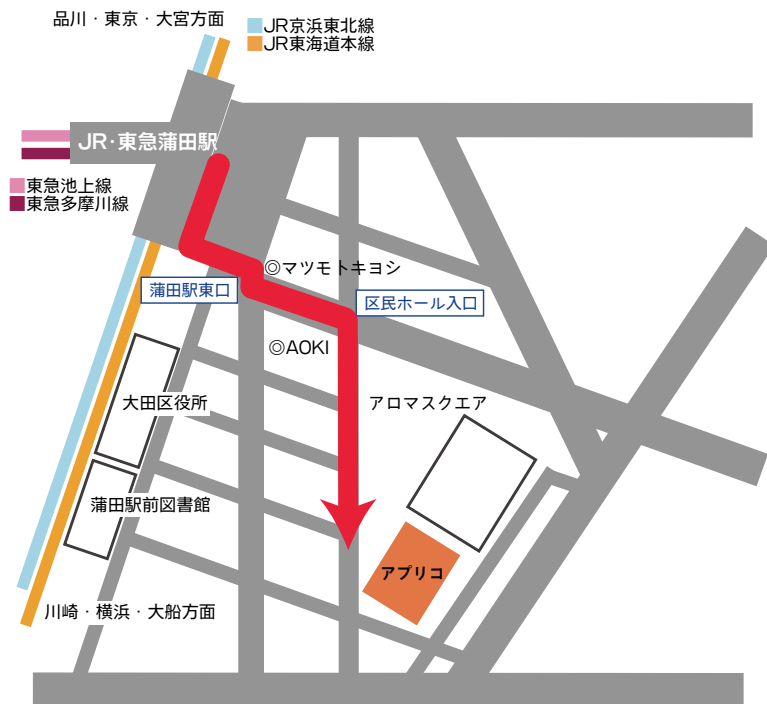 品川・東京・大宮方面
JR京浜東北線
JR東海道本線
JR・東急蒲田駅
東急池上線
東急多摩川線
◎マツモトキヨシ
蒲田駅東口
区民ホール入口
◎AOKI
大田区役所
アロマスクエア
蒲田駅前図書館
アプリコ
川崎・横浜・大船方面